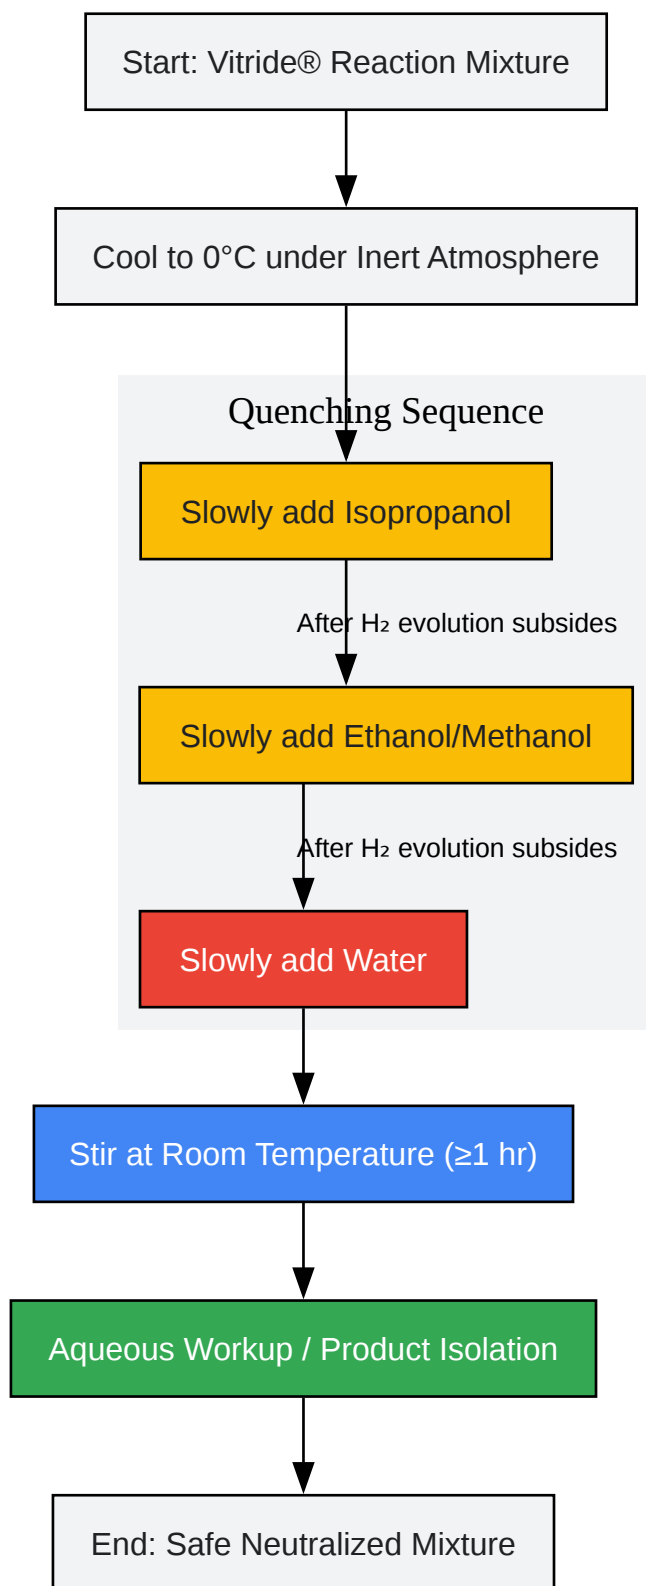 Start: Vitride® Reaction Mixture
Cool to 0°C under Inert Atmosphere
Quenching Sequence
Slowly add Isopropanol
After H₂ evolution subsides
Slowly add Ethanol/Methanol
After H₂ evolution subsides
Slowly add Water
Stir at Room Temperature (≥1 hr)
Aqueous Workup / Product Isolation
End: Safe Neutralized Mixture